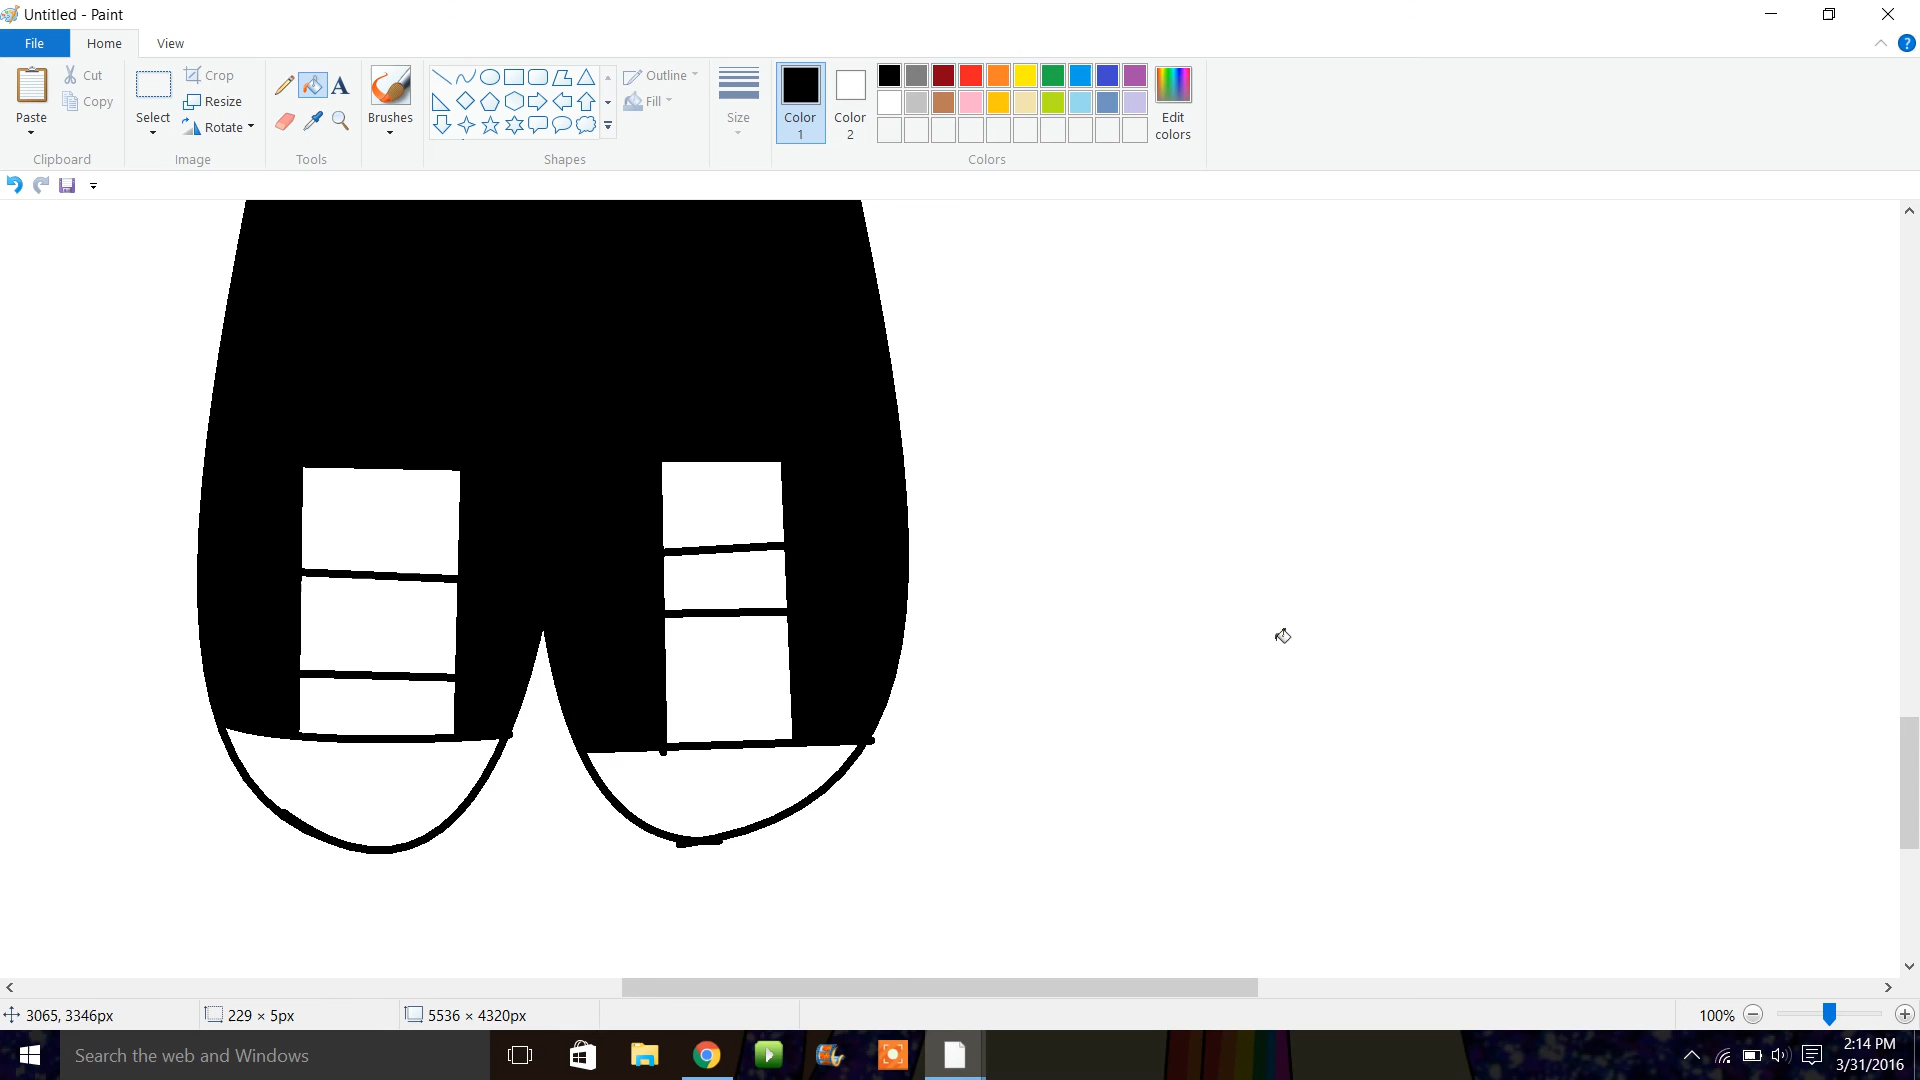 Untitled - Paint
File
Home
View
Paste
Cut
Copy
Clipboard
Select
Crop
Resize
Rotate
Image
A
Tools
Brushes
Shapes
Outline
Fill
Size
Color 1
Color 2
Edit colors
Colors
3065, 3346px
229 × 5px
5536 × 4320px
100%
Search the web and Windows
2:14 PM
3/31/2016